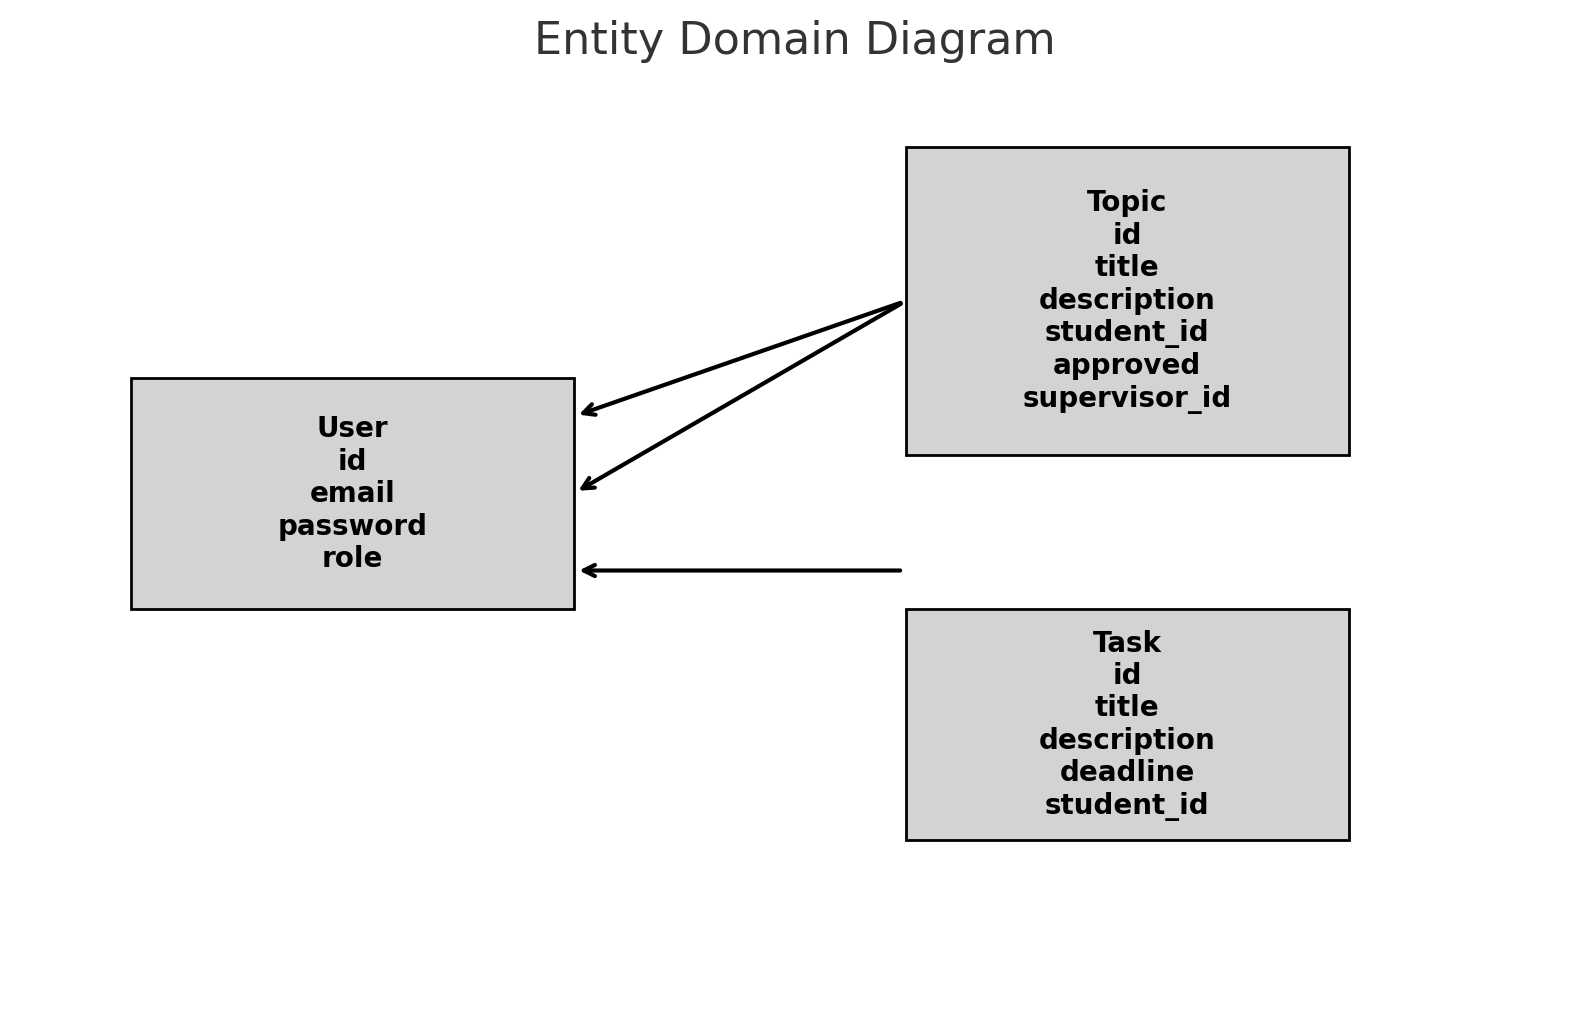 Entity Domain Diagram
User
id
email
password
role
Topic
id
title
description
student_id
approved
supervisor_id
Task
id
title
description
deadline
student_id